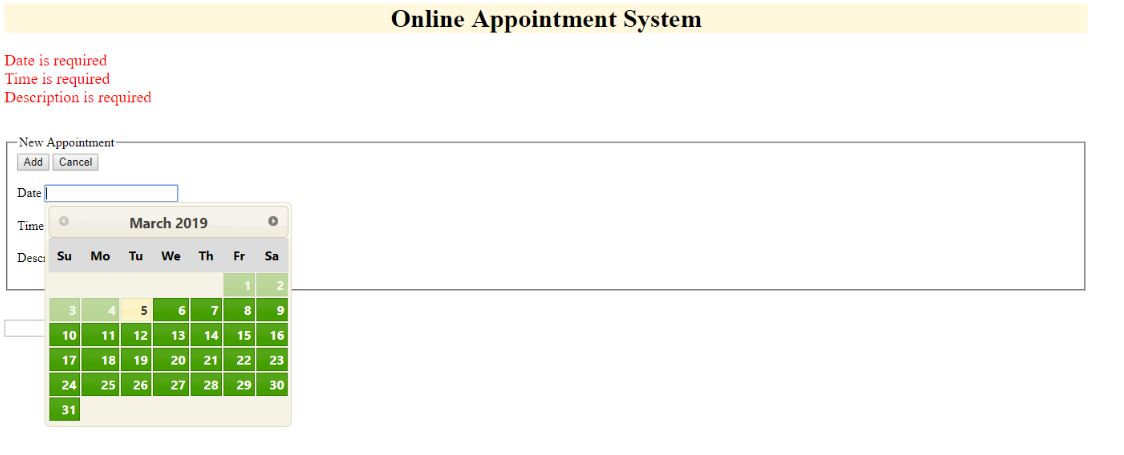 Online Appointment System
Date is required
Time is required
Description is required
New Appointment
Add Cancel
Date
March 2019
Time
Su Mo Tu We Th Fr Sa
Descr
1 2
3 4 5 6 7 8 9
10 11 12 13 14 15 16
17 18 19 20 21 22 23
24 25 26 27 28 29 30
31